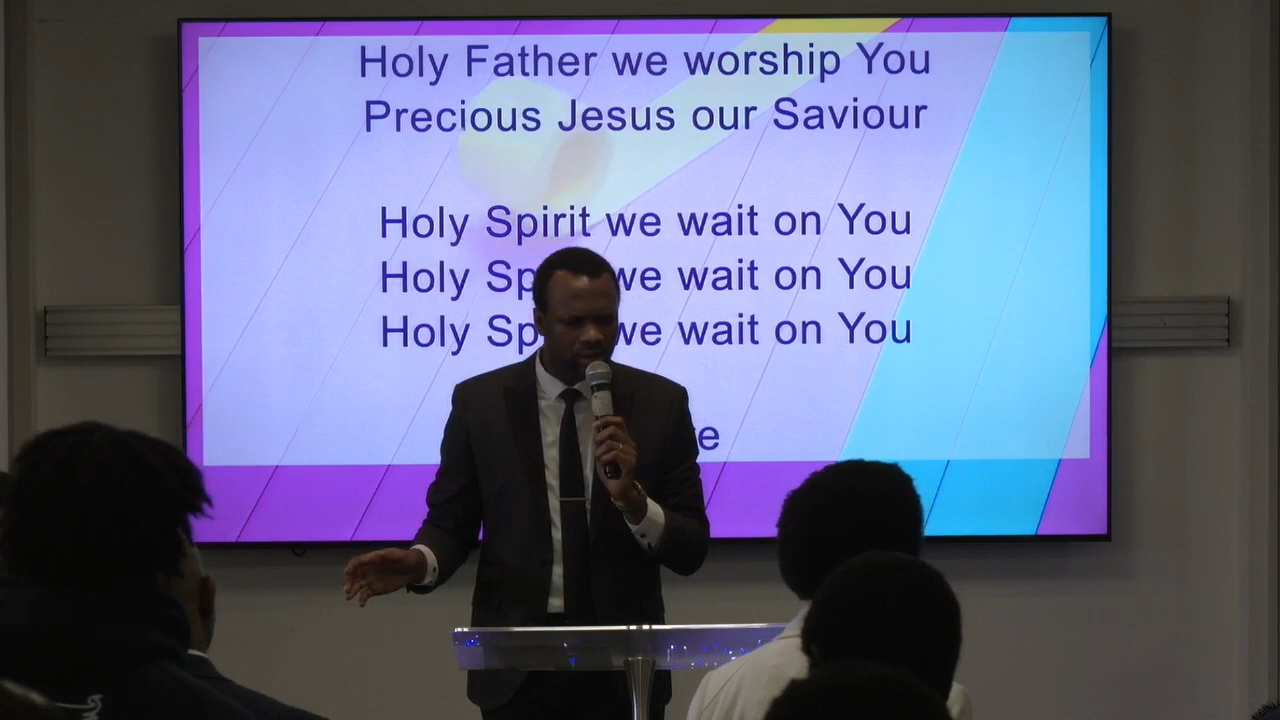 Holy Father we worship You
Precious Jesus our Saviour
Holy Spirit we wait on You
Holy we wait on You
Holy we wait on You